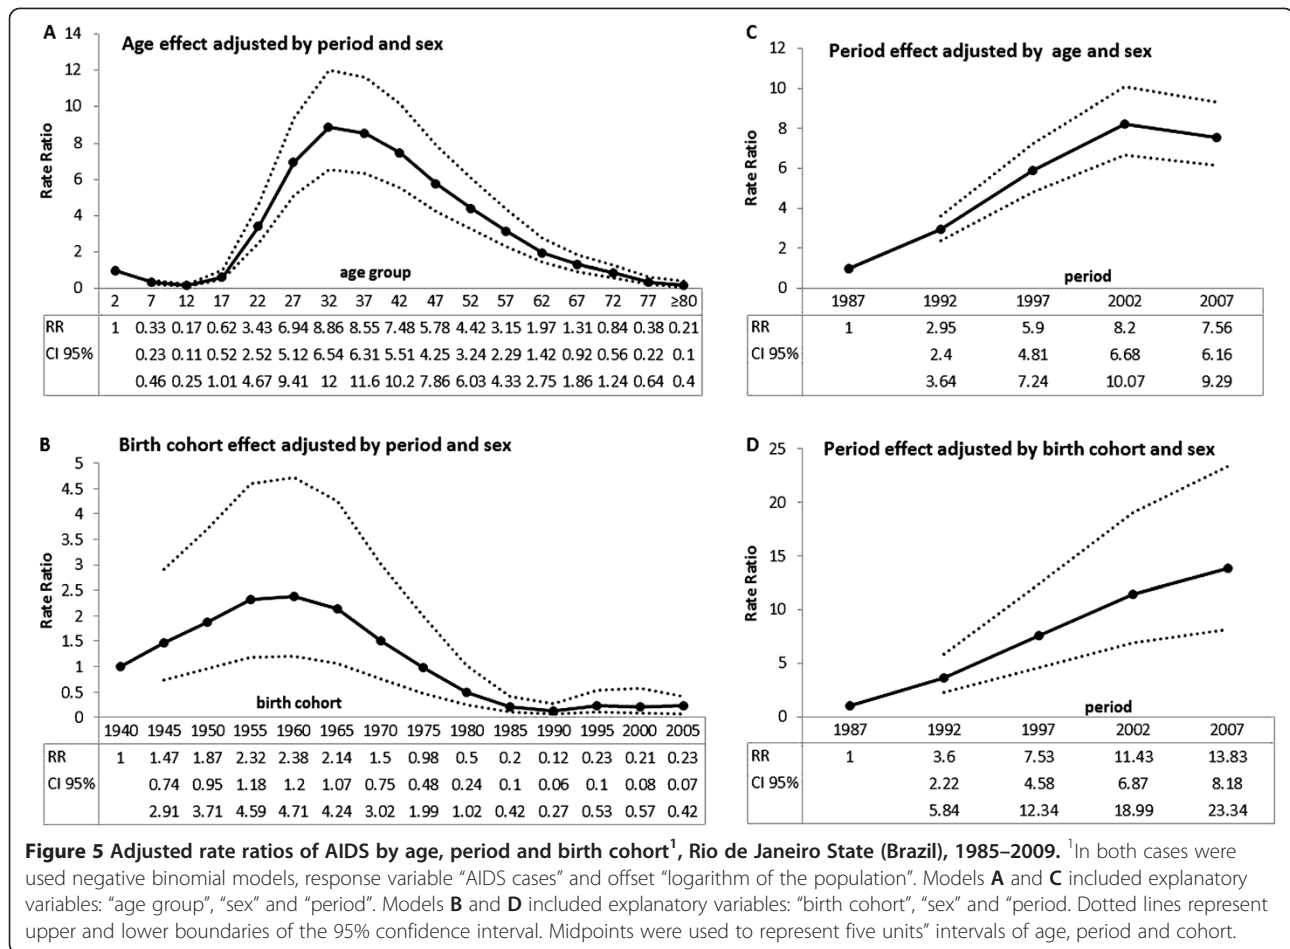 A
Age effect adjusted by period and sex
14
12
10
8
6
4
2
0
Rate Ratio
age group
2 7 12 17 22 27 32 37 42 47 52 57 62 67 72 77 ≥80
RR 1 0.33 0.17 0.62 3.43 6.94 8.86 8.55 7.48 5.78 4.42 3.15 1.97 1.31 0.84 0.38 0.21
CI 95% 0.23 0.11 0.52 2.52 5.12 6.54 6.31 5.51 4.25 3.24 2.29 1.42 0.92 0.56 0.22 0.1
0.46 0.25 1.01 4.67 9.41 12 11.6 10.2 7.86 6.03 4.33 2.75 1.86 1.24 0.64 0.4
C
Period effect adjusted by age and sex
12
10
8
6
4
2
0
Rate Ratio
period
1987 1992 1997 2002 2007
RR 1 2.95 5.9 8.2 7.56
CI 95% 2.4 4.81 6.68 6.16
3.64 7.24 10.07 9.29
B
Birth cohort effect adjusted by period and sex
5
4.5
4
3.5
3
2.5
2
1.5
1
0.5
0
Rate Ratio
birth cohort
1940 1945 1950 1955 1960 1965 1970 1975 1980 1985 1990 1995 2000 2005
RR 1 1.47 1.87 2.32 2.38 2.14 1.5 0.98 0.5 0.2 0.12 0.23 0.21 0.23
CI 95% 0.74 0.95 1.18 1.2 1.07 0.75 0.48 0.24 0.1 0.06 0.1 0.08 0.07
2.91 3.71 4.59 4.71 4.24 3.02 1.99 1.02 0.42 0.27 0.53 0.57 0.42
D
Period effect adjusted by birth cohort and sex
25
20
15
10
5
0
Rate Ratio
period
1987 1992 1997 2002 2007
RR 1 3.6 7.53 11.43 13.83
CI 95% 2.22 4.58 6.87 8.18
5.84 12.34 18.99 23.34
Figure 5 Adjusted rate ratios of AIDS by age, period and birth cohort¹, Rio de Janeiro State (Brazil), 1985–2009. ¹In both cases were
used negative binomial models, response variable “AIDS cases” and offset “logarithm of the population”. Models A and C included explanatory
variables: “age group”, “sex” and “period”. Models B and D included explanatory variables: “birth cohort”, “sex” and “period. Dotted lines represent
upper and lower boundaries of the 95% confidence interval. Midpoints were used to represent five units” intervals of age, period and cohort.